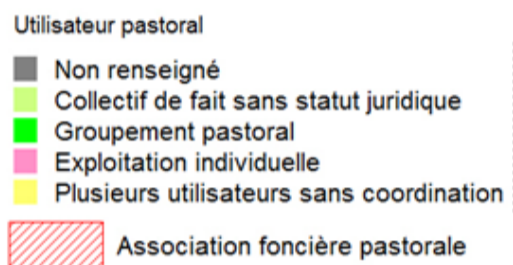 Utilisateur pastoral
Non renseigné
Collectif de fait sans statut juridique
Groupement pastoral
Exploitation individuelle
Plusieurs utilisateurs sans coordination
Association foncière pastorale